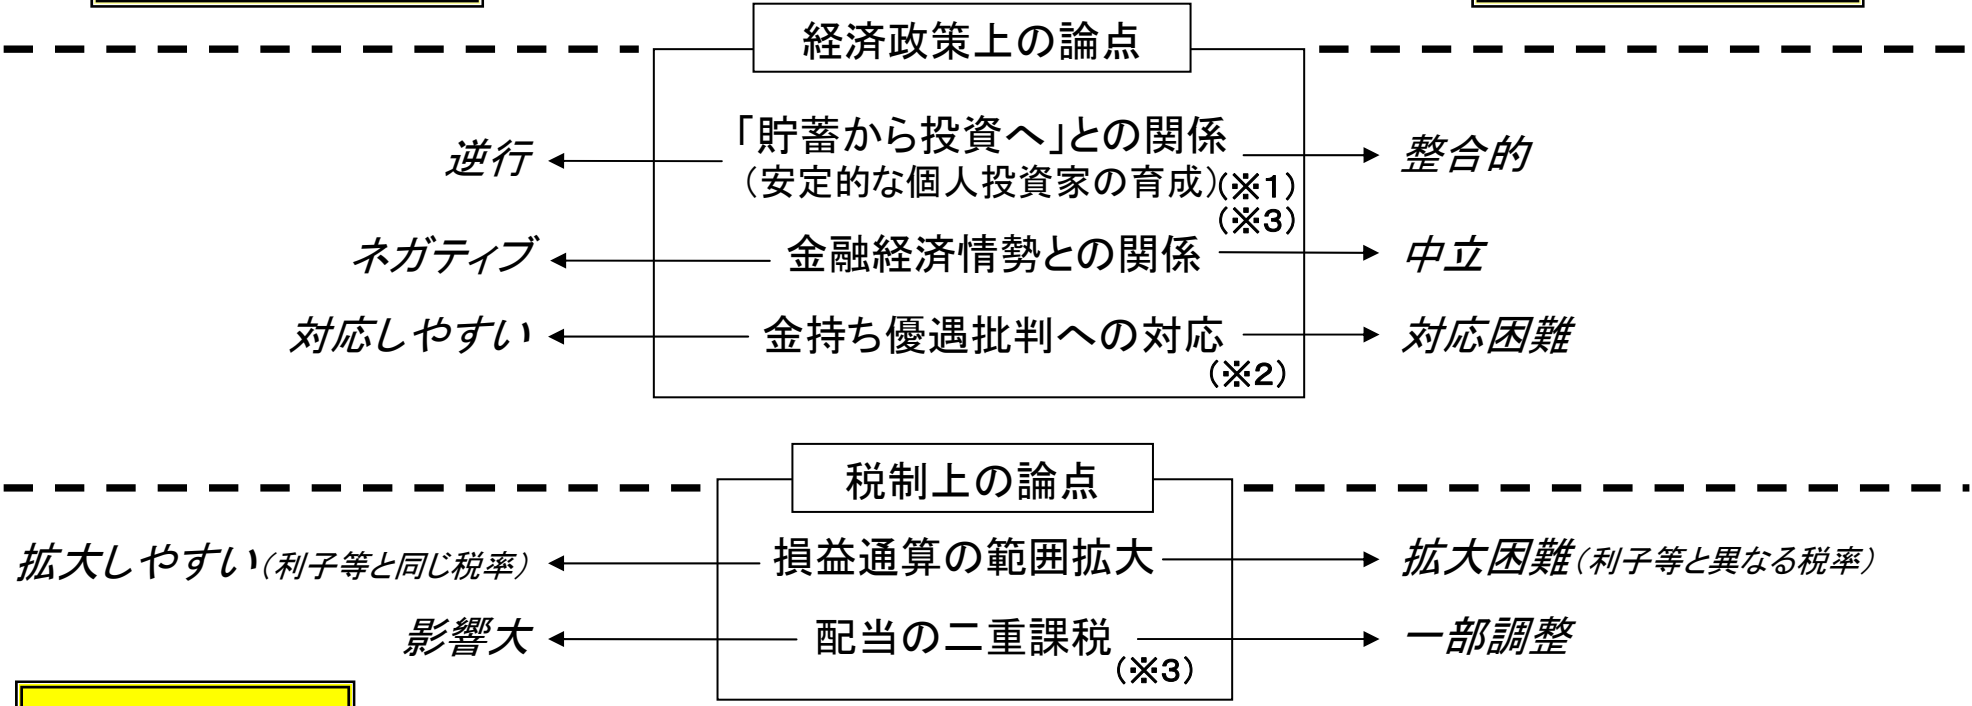 経済政策上の論点
逆行 「貯蓄から投資へ」との関係 整合的
（安定的な個人投資家の育成）(※1)
(※3)
ネガティブ 金融経済情勢との関係 中立
対応しやすい 金持ち優遇批判への対応 対応困難
(※2)
税制上の論点
拡大しやすい（利子等と同じ税率） 損益通算の範囲拡大 拡大困難（利子等と異なる税率）
影響大 配当の二重課税 一部調整
(※3)